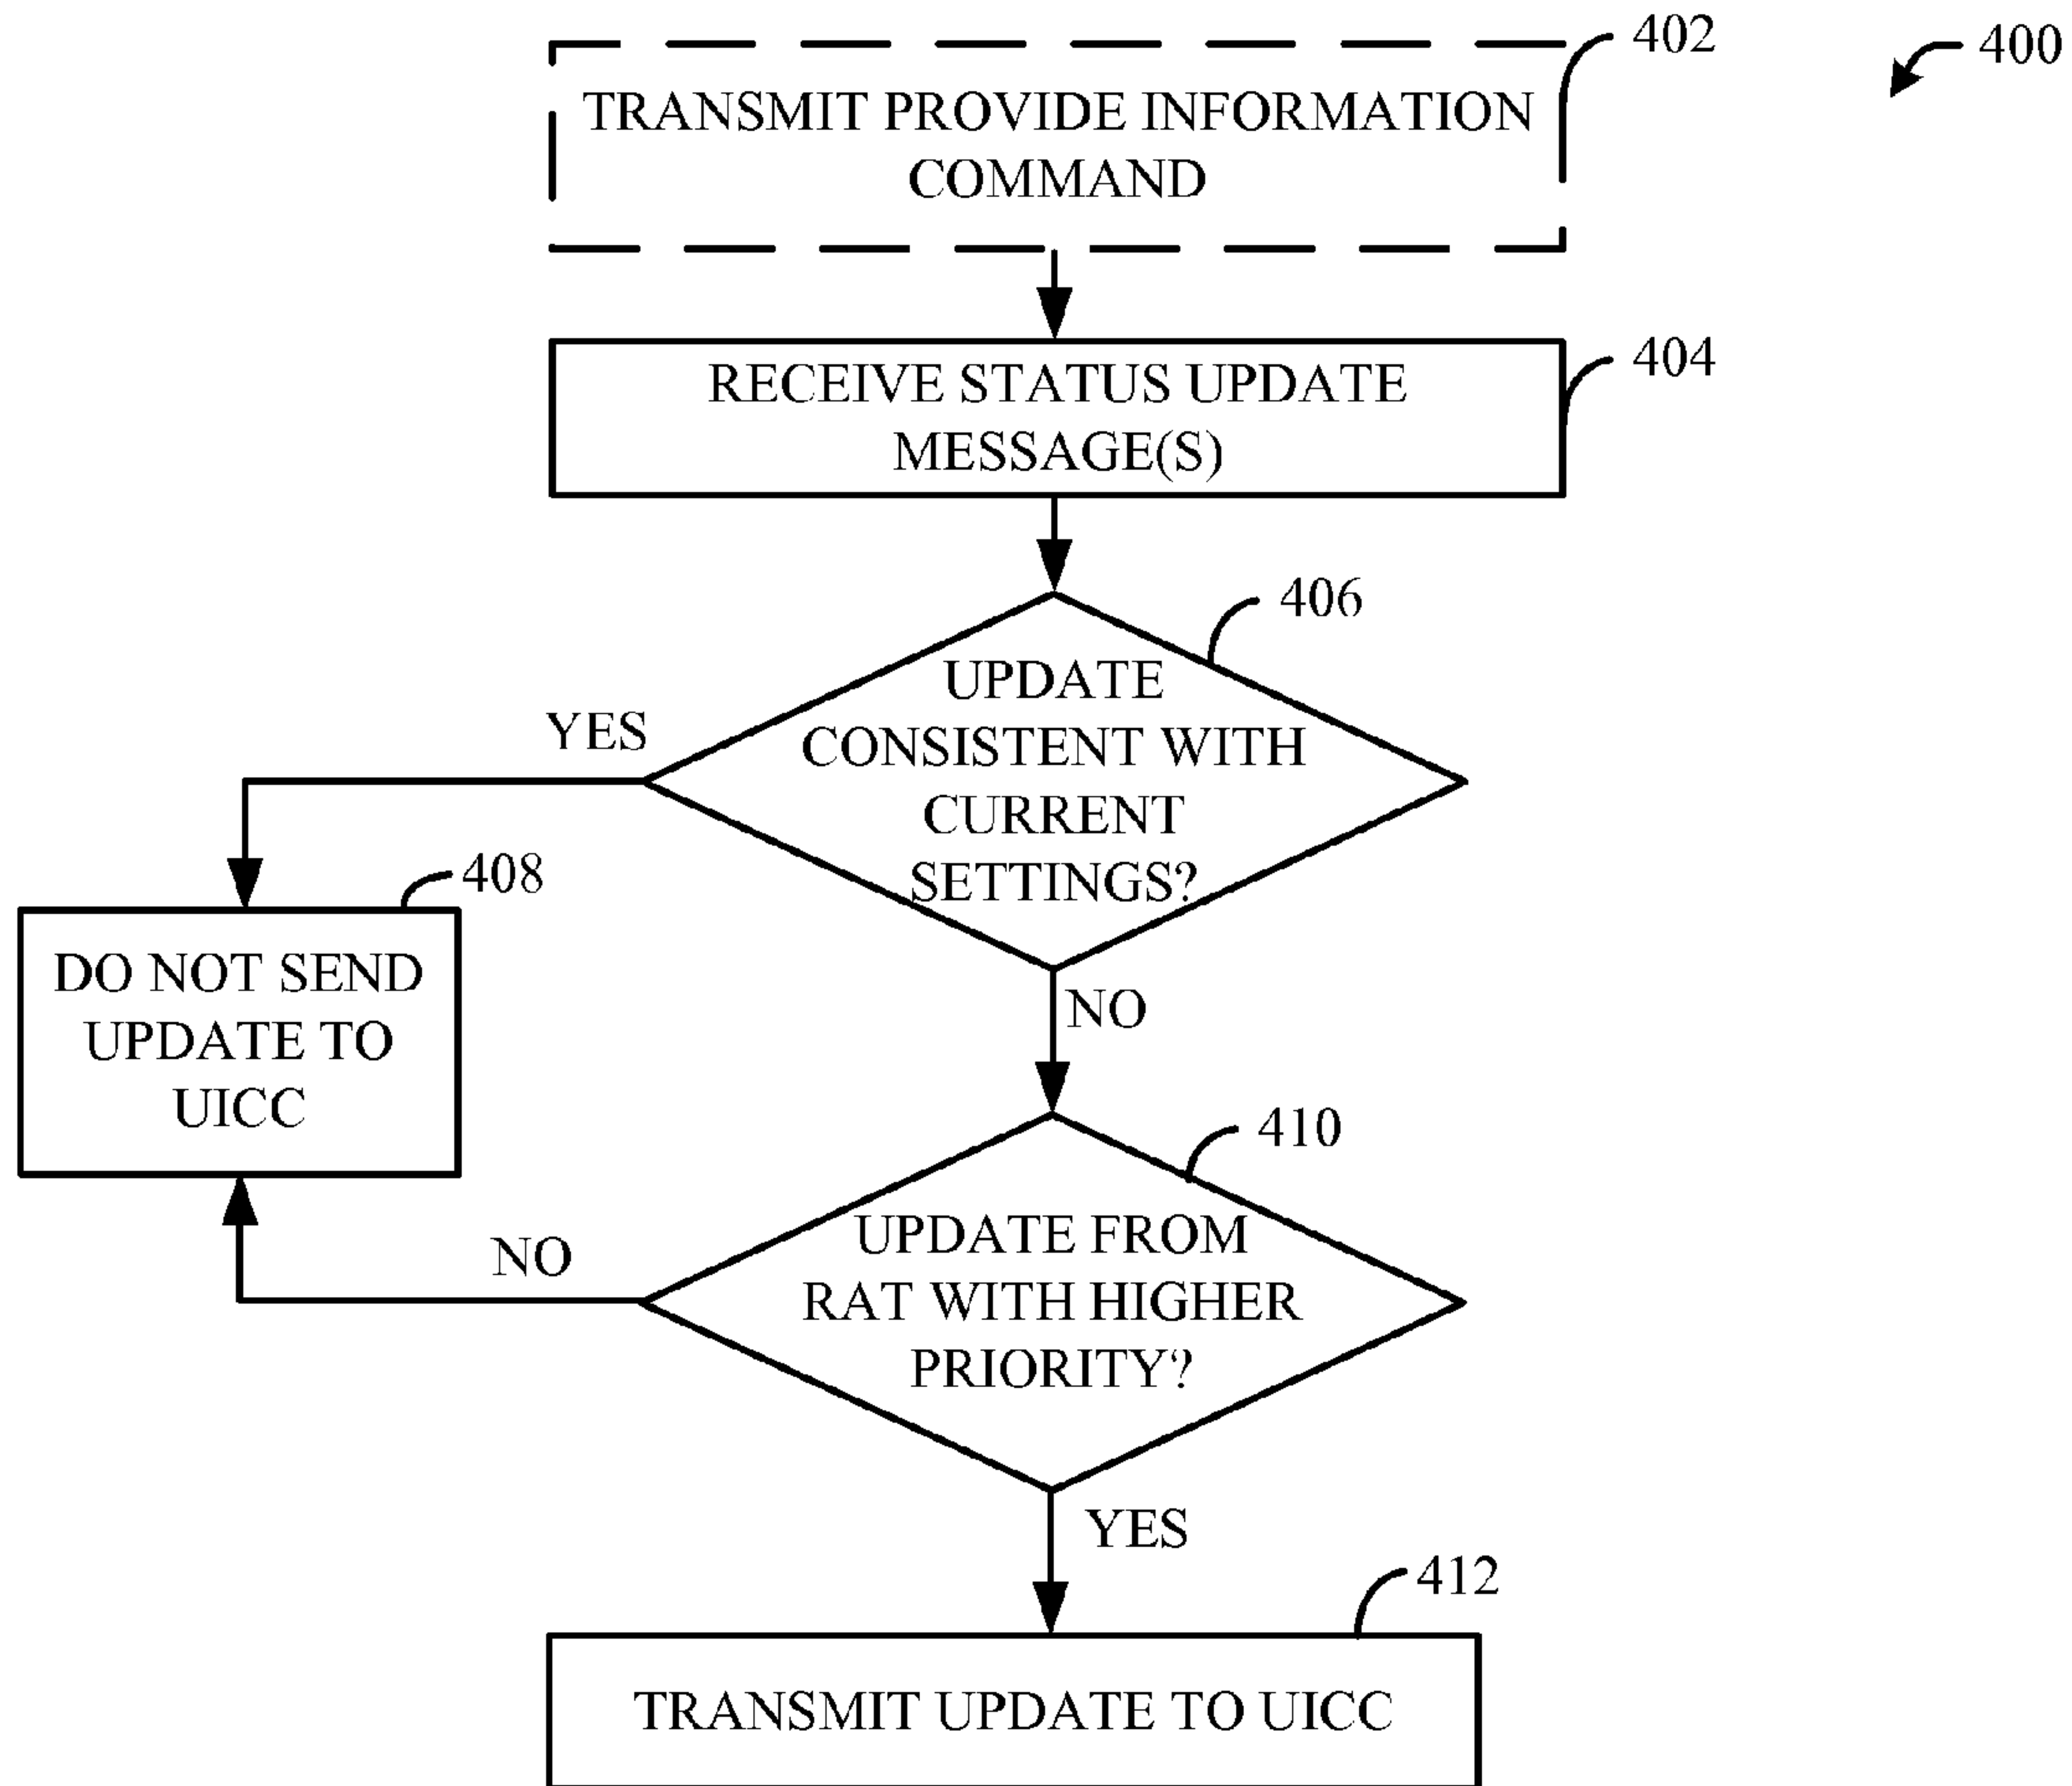 402
400
TRANSMIT PROVIDE INFORMATION
COMMAND
404
RECEIVE STATUS UPDATE
MESSAGE(S)
406
UPDATE
CONSISTENT WITH
CURRENT
SETTINGS?
YES
408
DO NOT SEND
UPDATE TO
UICC
NO
410
UPDATE FROM
RAT WITH HIGHER
PRIORITY?
NO
YES
412
TRANSMIT UPDATE TO UICC